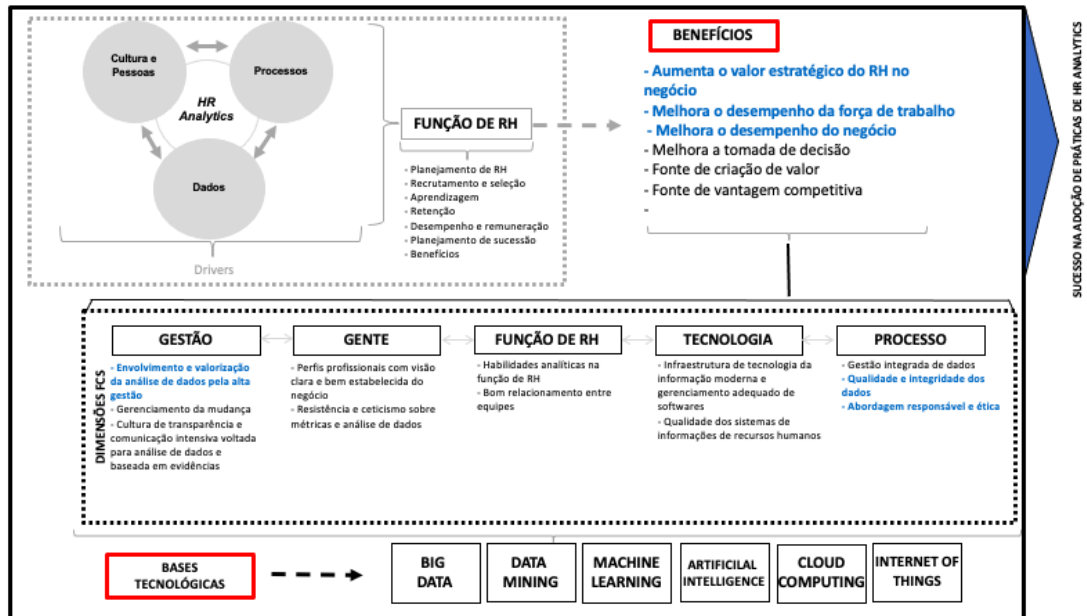 Cultura e
Pessoas
Processos
HR
Analytics
Dados
Drivers
FUNÇÃO DE RH
- Planejamento de RH
- Recrutamento e seleção
- Aprendizagem
- Retenção
- Desempenho e remuneração
- Planejamento de sucessão
- Benefícios
BENEFÍCIOS
- Aumenta o valor estratégico do RH no
negócio
- Melhora o desempenho da força de trabalho
- Melhora o desempenho do negócio
- Melhora a tomada de decisão
- Fonte de criação de valor
- Fonte de vantagem competitiva
-
SUCESSO NA ADOÇÃO DE PRÁTICAS DE HR ANALYTICS
DIMENSÕES FCS
GESTÃO
- Envolvimento e valorização
da análise de dados pela alta
gestão
- Gerenciamento da mudança
- Cultura de transparência e
comunicação intensiva voltada
para análise de dados e
baseada em evidências
GENTE
- Perfis profissionais com visão
clara e bem estabelecida do
negócio
- Resistência e ceticismo sobre
métricas e análise de dados
FUNÇÃO DE RH
- Habilidades analíticas na
função de RH
- Bom relacionamento entre
equipes
TECNOLOGIA
- Infraestrutura de tecnologia da
informação moderna e
gerenciamento adequado de
softwares
- Qualidade dos sistemas de
informações de recursos humanos
PROCESSO
- Gestão integrada de dados
- Qualidade e integridade dos
dados
- Abordagem responsável e ética
BASES
TECNOLÓGICAS
BIG
DATA
DATA
MINING
MACHINE
LEARNING
ARTIFICILAL
INTELLIGENCE
CLOUD
COMPUTING
INTERNET OF
THINGS